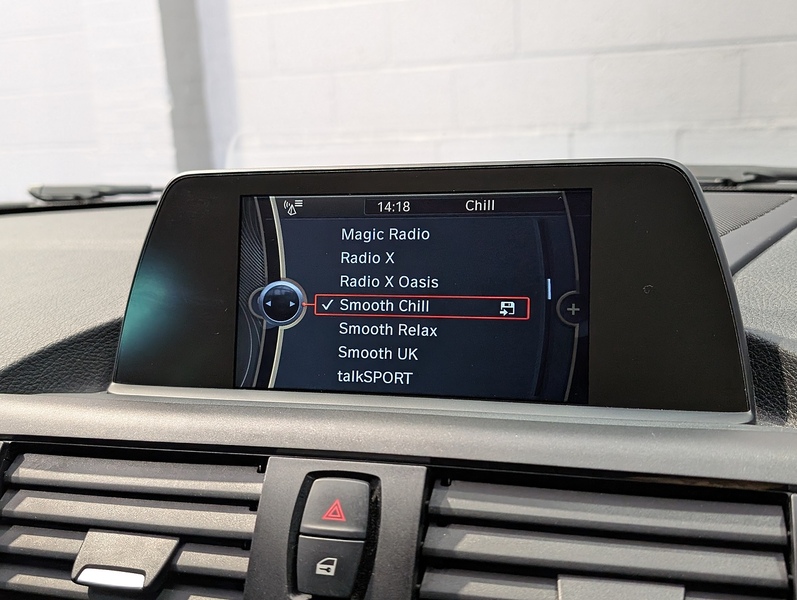 14:18 Chill
Magic Radio
Radio X
Radio X Oasis
Smooth Chill
Smooth Relax
Smooth UK
talkSPORT